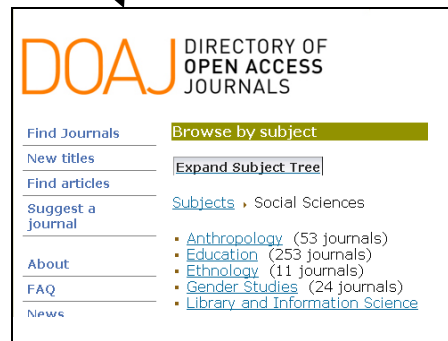 DOAJ DIRECTORY OF
OPEN ACCESS
JOURNALS
Find Journals
New titles
Find articles
Suggest a
journal
About
FAQ
News
Browse by subject
Expand Subject Tree
Subjects › Social Sciences
Anthropology (53 journals)
Education (253 journals)
Ethnology (11 journals)
Gender Studies (24 journals)
Library and Information Science